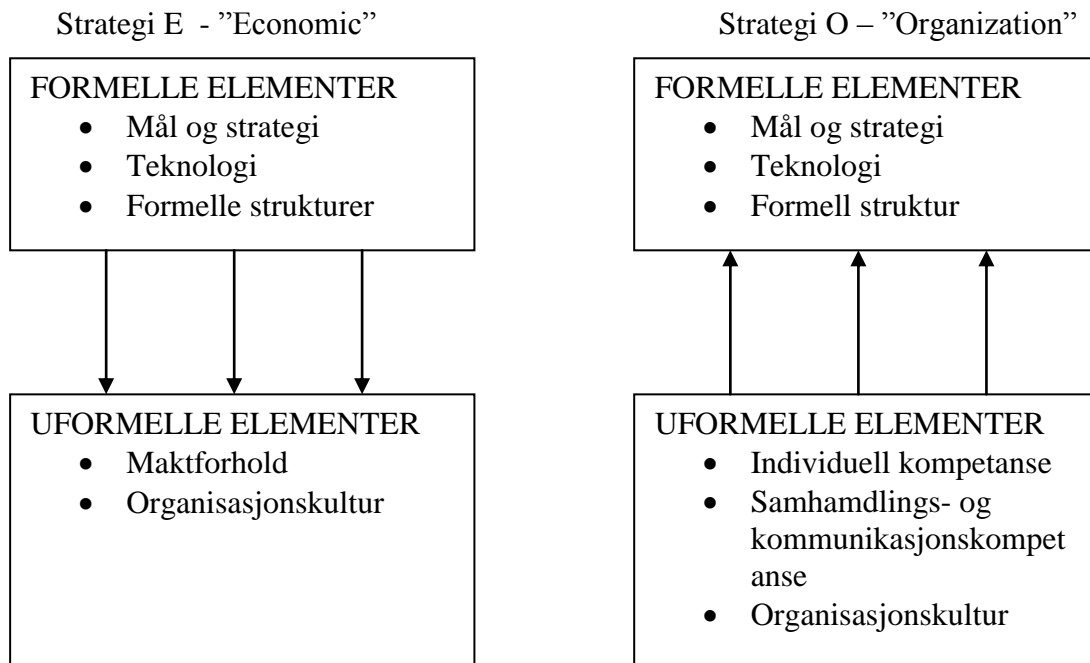 Strategi E - ”Economic”
FORMELLE ELEMENTER
• Mål og strategi
• Teknologi
• Formelle strukturer
UFORMELLE ELEMENTER
• Maktforhold
• Organisasjonskultur
Strategi O – ”Organization”
FORMELLE ELEMENTER
• Mål og strategi
• Teknologi
• Formell struktur
UFORMELLE ELEMENTER
• Individuell kompetanse
• Samhamdlings- og
kommunikasjonskompet
anse
• Organisasjonskultur